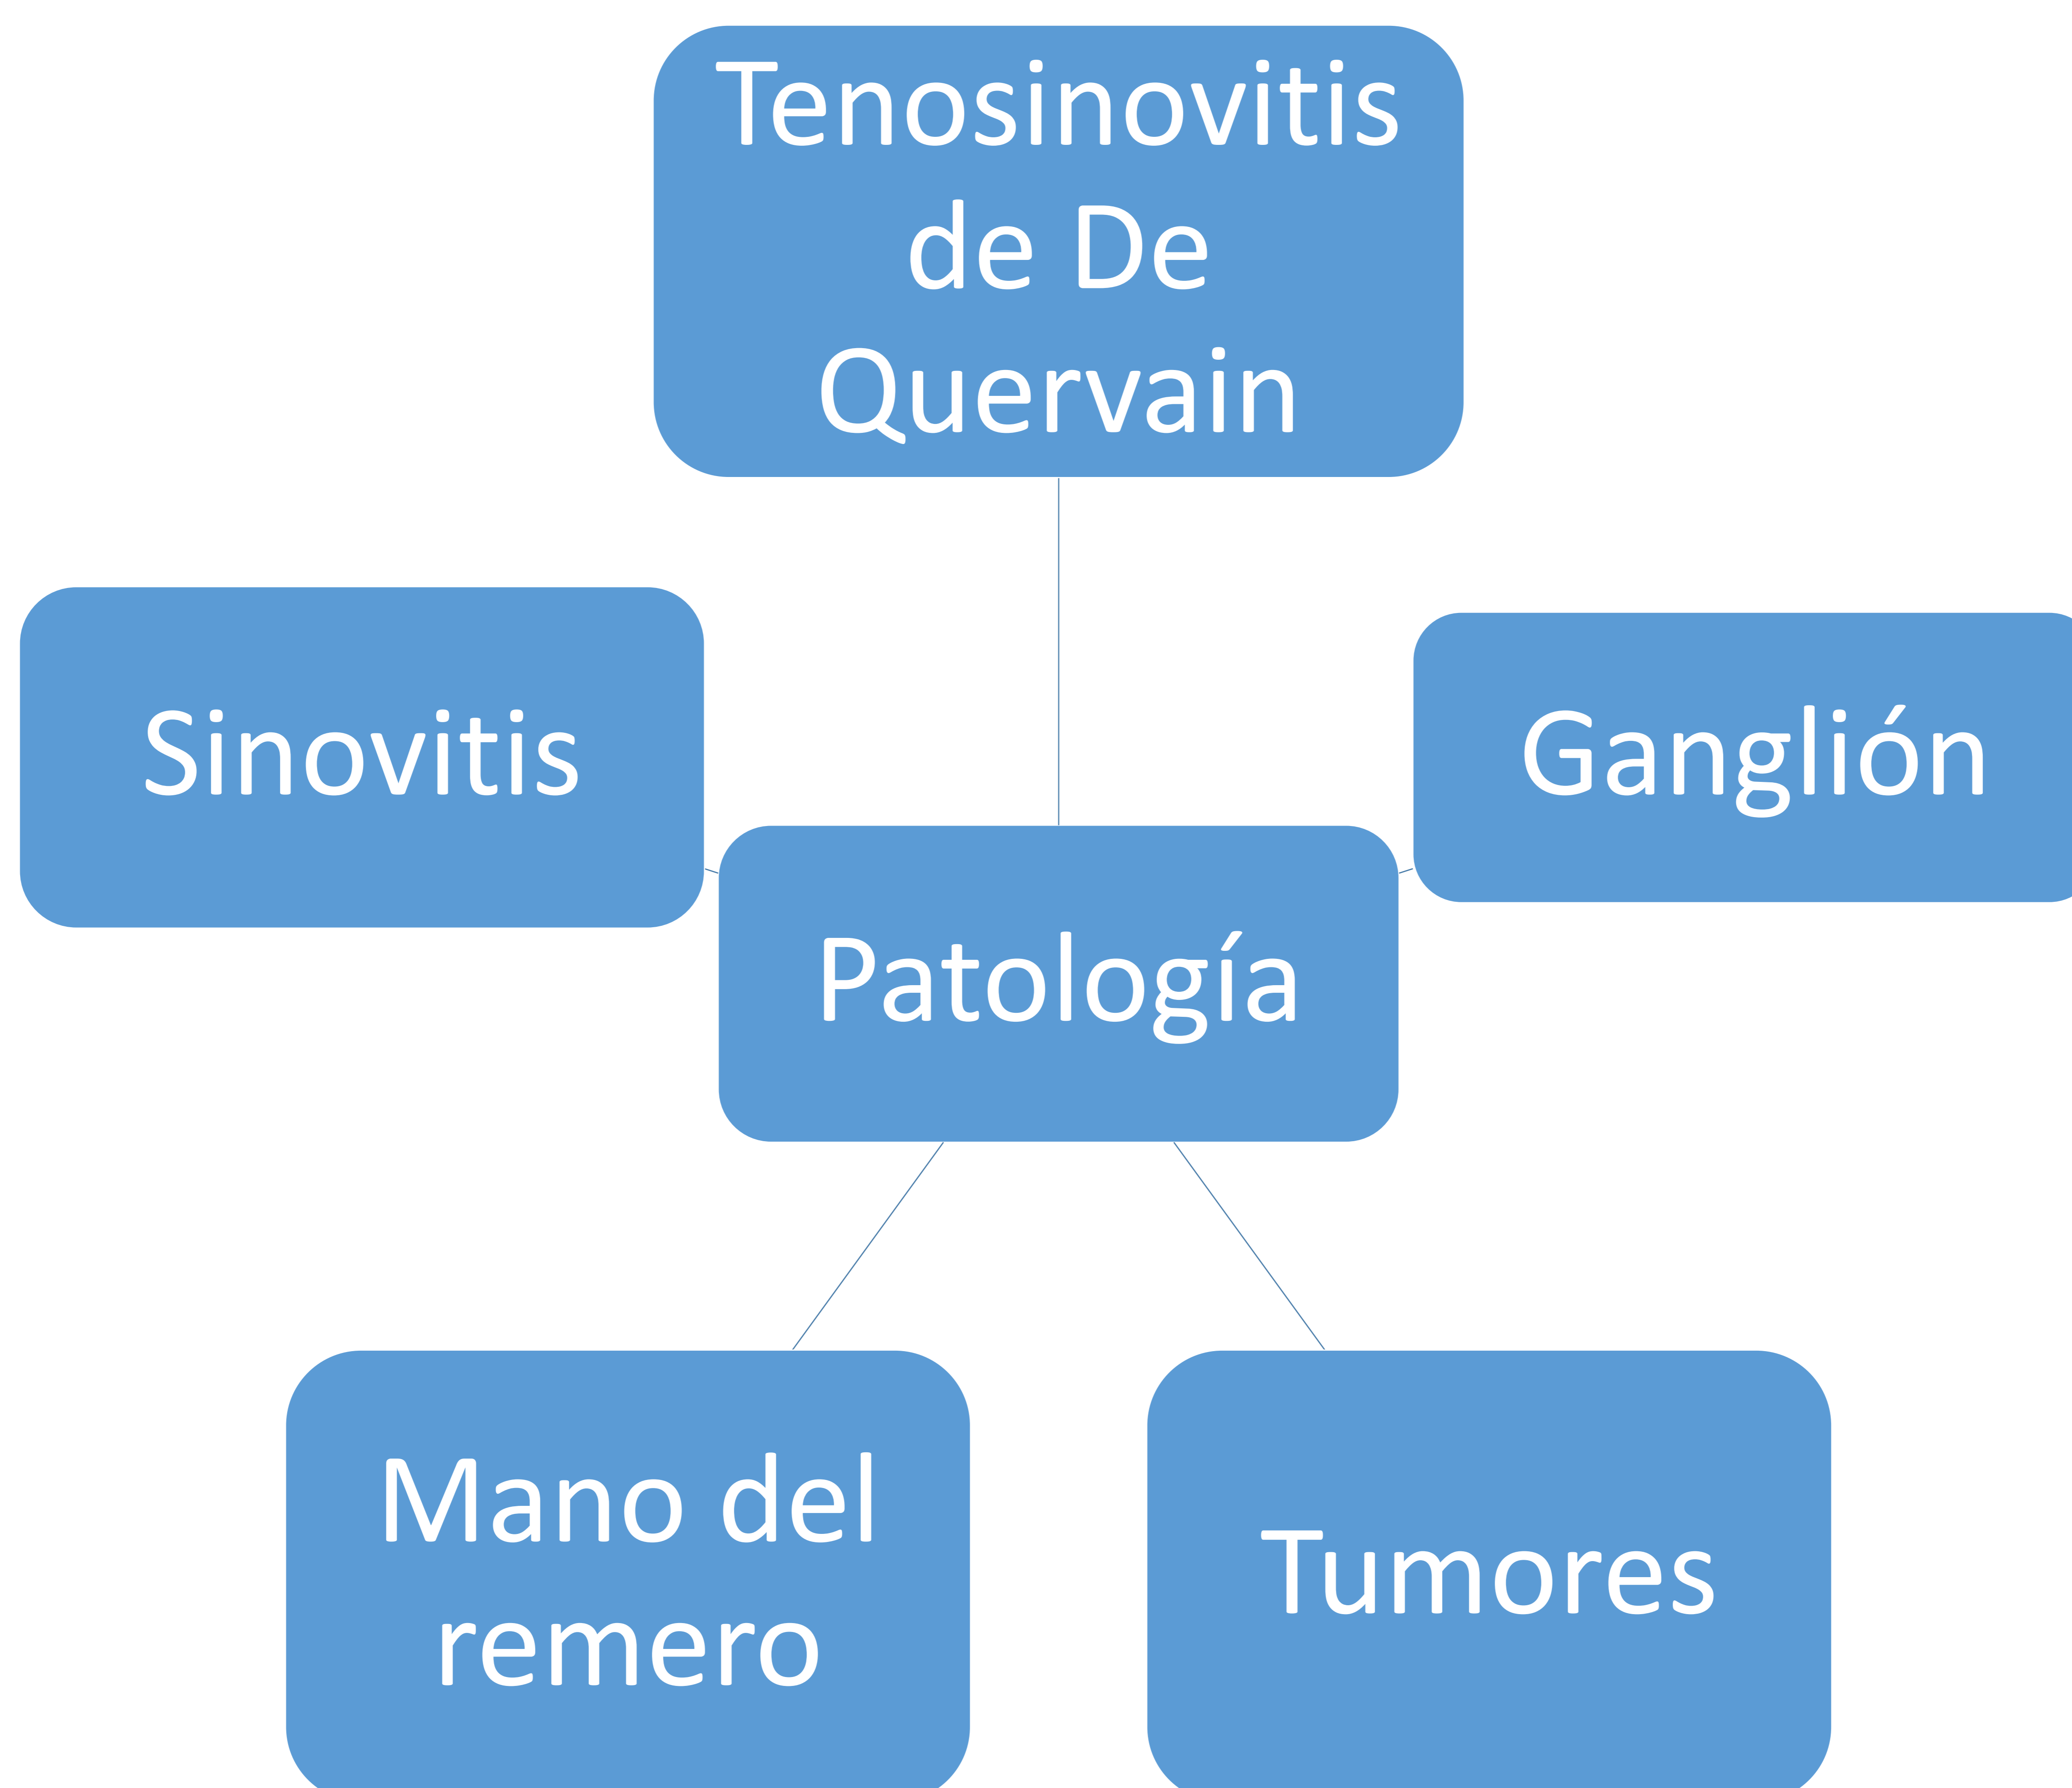 Tenosinovitis
de De
Quervain
Sinovitis
Ganglión
Patología
Mano del
remero
Tumores